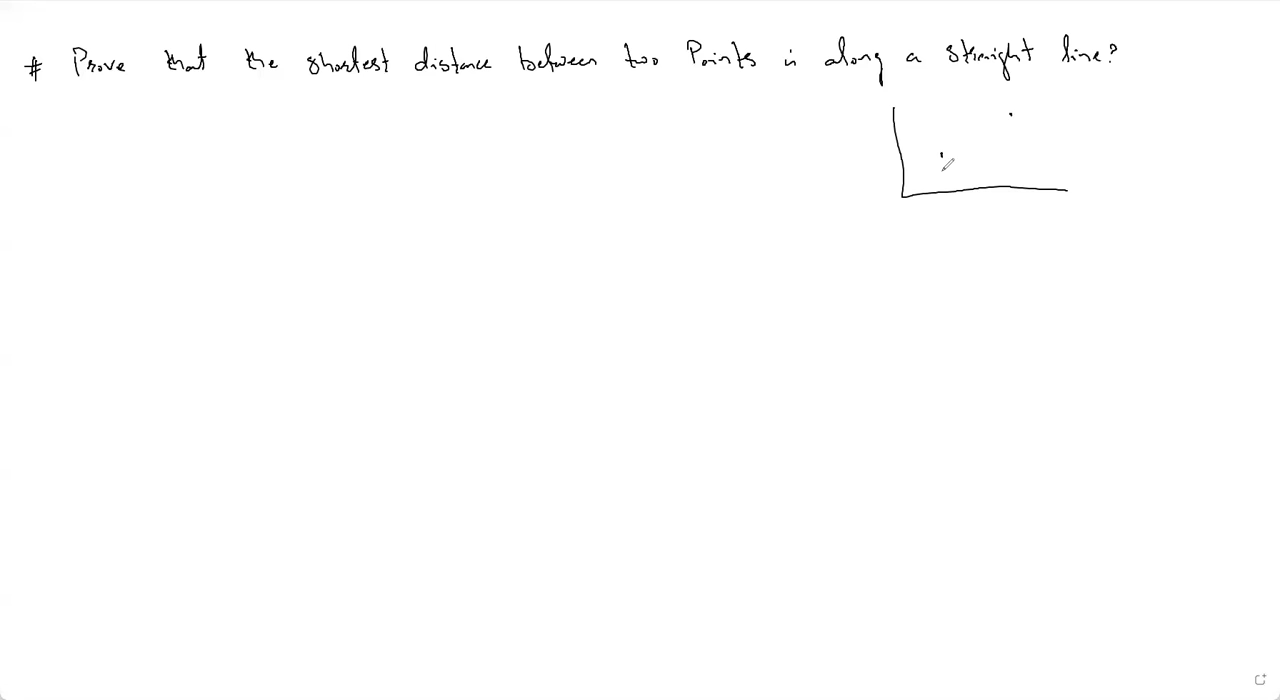 # Prove that the shortest distance between two Points is along a straight line?